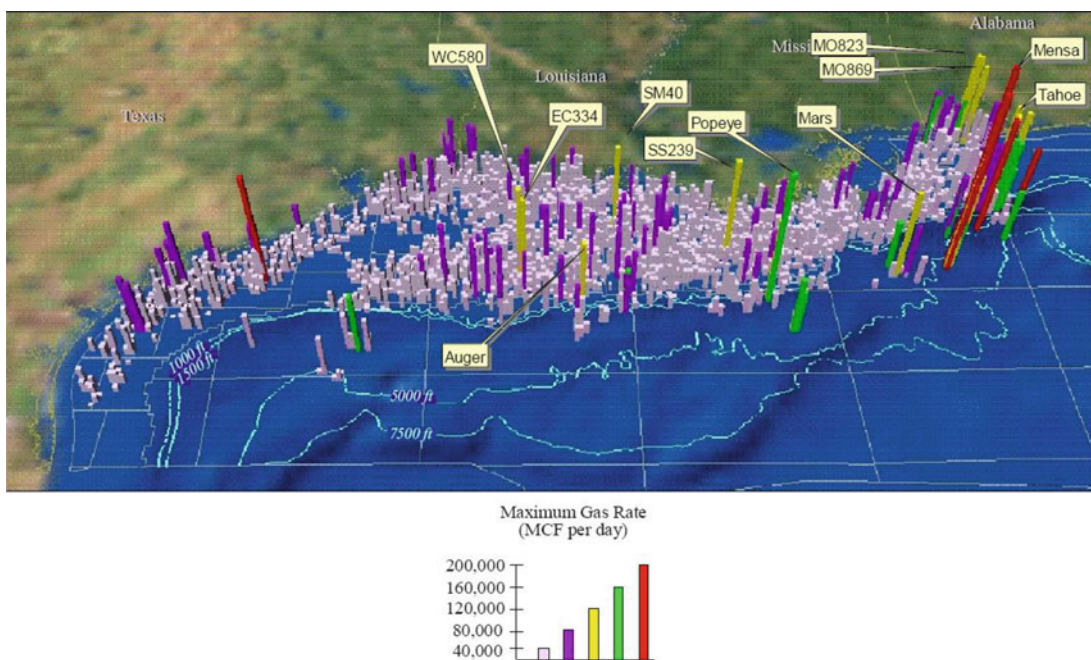 Alabama
Missi
MO823
WC580
Mensa
Louisiana
MO869
SM40
Tahoe
Texas
EC334
Popeye
Mars
SS239
Auger
1000 ft
1500 ft
5000 ft
7500 ft
Maximum Gas Rate
(MCF per day)
200,000
160,000
120,000
80,000
40,000